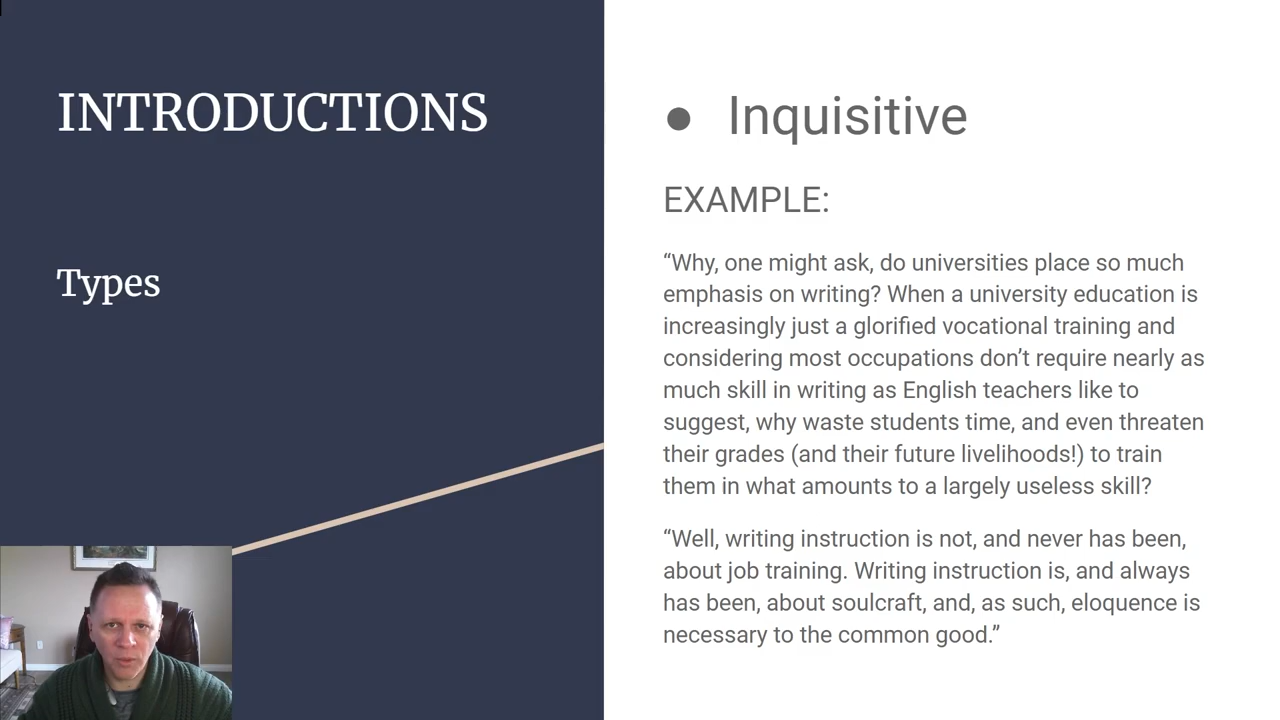 INTRODUCTIONS
Types
● Inquisitive
EXAMPLE:
“Why, one might ask, do universities place so much
emphasis on writing? When a university education is
increasingly just a glorified vocational training and
considering most occupations don’t require nearly as
much skill in writing as English teachers like to
suggest, why waste students time, and even threaten
their grades (and their future livelihoods!) to train
them in what amounts to a largely useless skill?
“Well, writing instruction is not, and never has been,
about job training. Writing instruction is, and always
has been, about soulcraft, and, as such, eloquence is
necessary to the common good.”